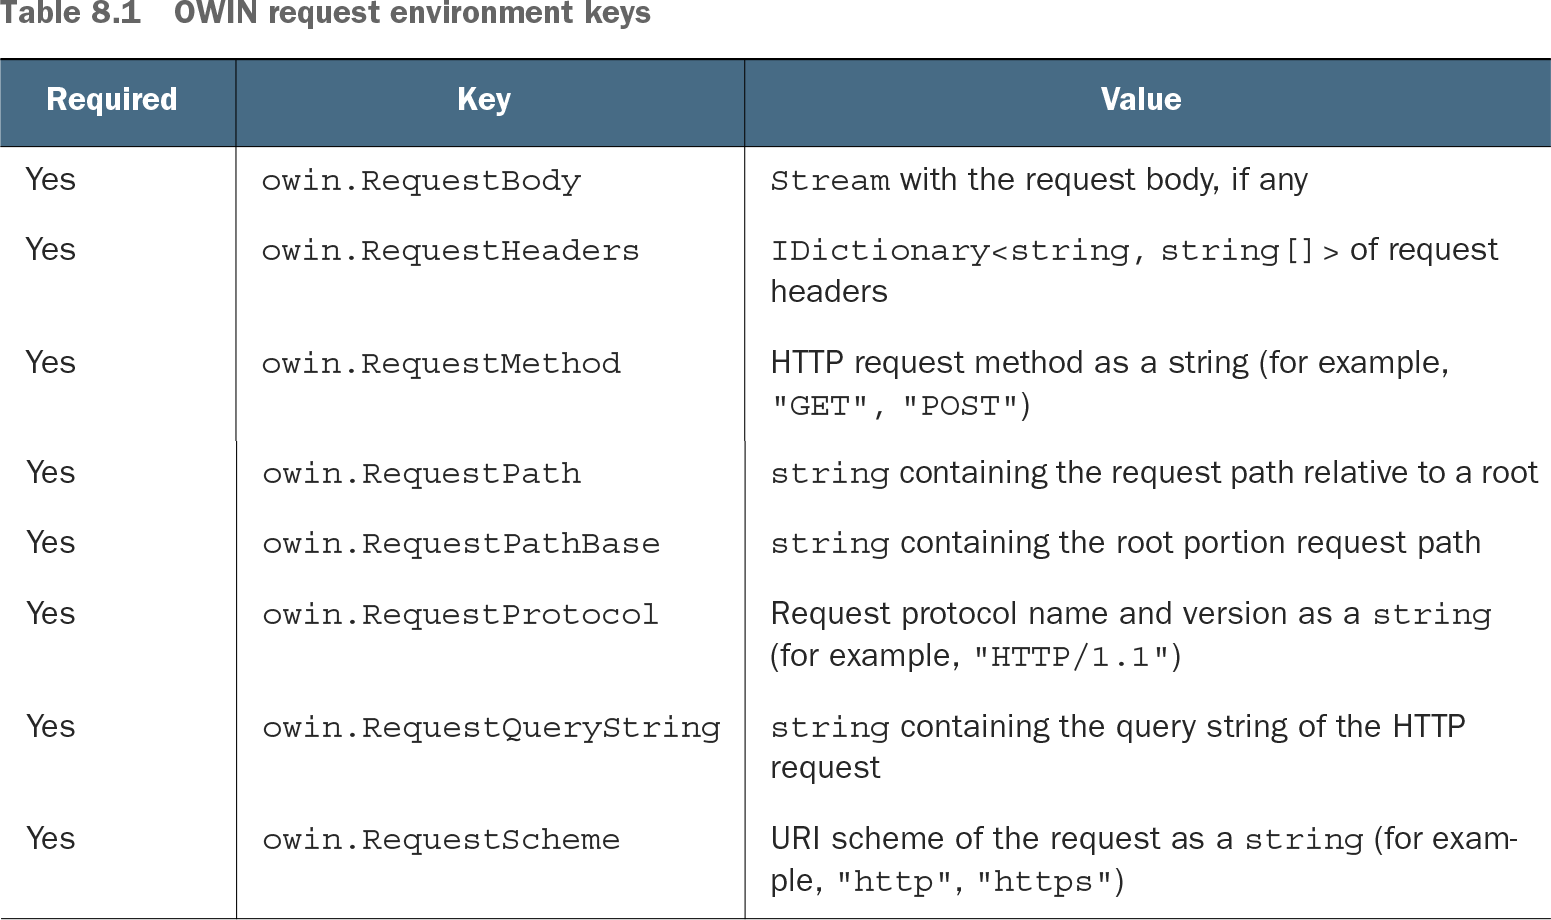 Table 8.1 OWIN request environment keys
Required Key Value
Yes owin.RequestBody Stream with the request body, if any
Yes owin.RequestHeaders IDictionary<string, string[]> of request
headers
Yes owin.RequestMethod HTTP request method as a string (for example,
"GET", "POST")
Yes owin.RequestPath string containing the request path relative to a root
Yes owin.RequestPathBase string containing the root portion request path
Yes owin.RequestProtocol Request protocol name and version as a string
(for example, "HTTP/1.1")
Yes owin.RequestQueryString string containing the query string of the HTTP
request
Yes owin.RequestScheme URI scheme of the request as a string (for exam-
ple, "http", "https")